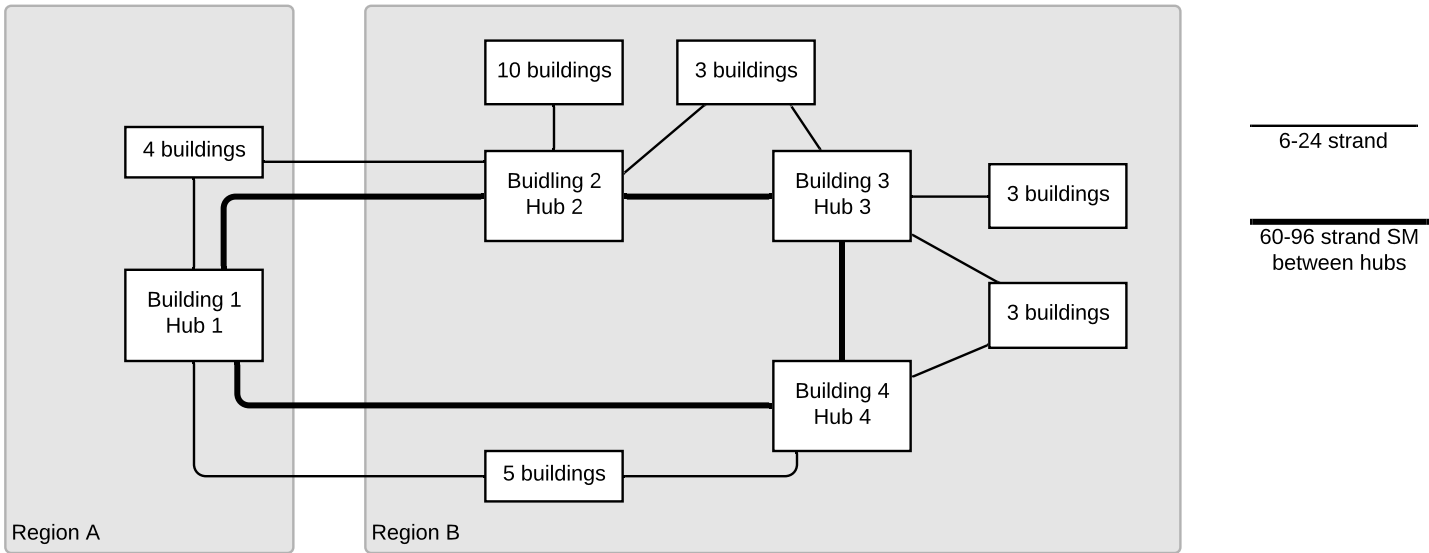 10 buildings
3 buildings
4 buildings
Buidling 2
Hub 2
Building 3
Hub 3
3 buildings
Building 1
Hub 1
3 buildings
Building 4
Hub 4
5 buildings
Region A
Region B
6-24 strand
60-96 strand SM
between hubs